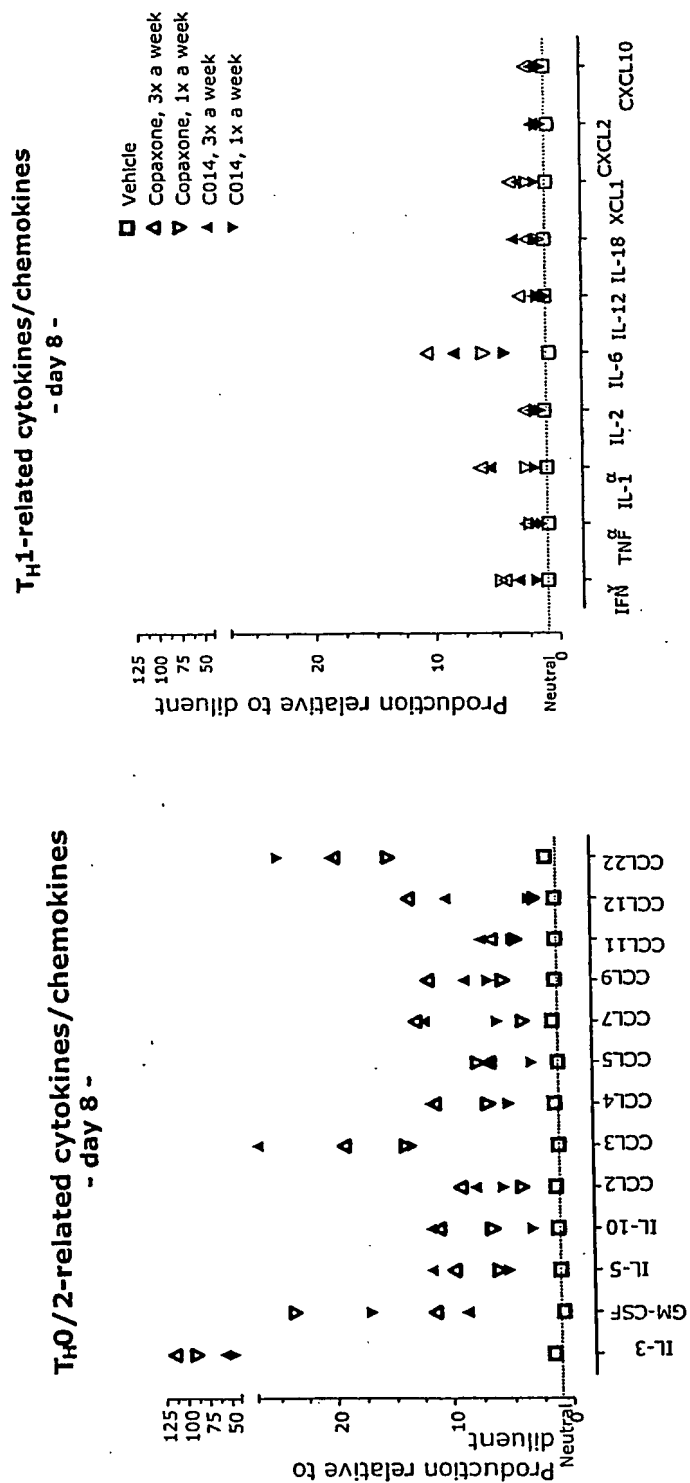 T_H0/2-related cytokines/chemokines
- day 8 -
Production relative to
diluent
125
100
75
50
20
10
0
Neutral
IL-3
GM-CSF
IL-5
IL-10
CCL2
CCL3
CCL4
CCL5
CCL7
CCL9
CCL11
CCL12
CCL22
T_H1-related cytokines/chemokines
- day 8 -
Vehicle
Copaxone, 3x a week
Copaxone, 1x a week
C014, 3x a week
C014, 1x a week
Production relative to diluent
125
100
75
50
20
10
0
Neutral
IFNγ
TNFα
IL-1α
IL-2
IL-6
IL-12
IL-18
XCL1
CXCL2
CXCL10